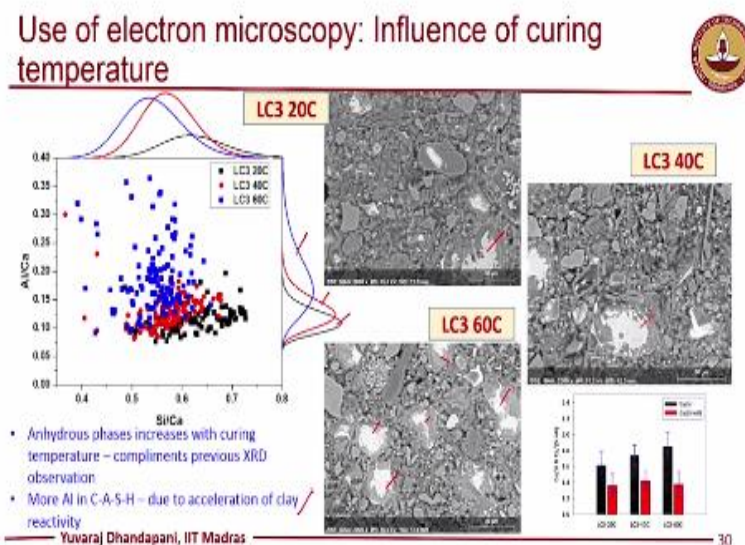 Use of electron microscopy: Influence of curing
temperature
LC3 20C
LC3 40C
LC3 60C
LC3 20C
LC3 40C
LC3 60C
Al/Ca
0.40
0.35
0.30
0.25
0.20
0.15
0.10
0.05
0.00
0.4
0.5
0.6
0.7
0.8
Si/Ca
• Anhydrous phases increases with curing
temperature – compliments previous XRD
observation
• More Al in C-A-S-H – due to acceleration of clay
reactivity
Yuvaraj Dhandapani, IIT Madras
30